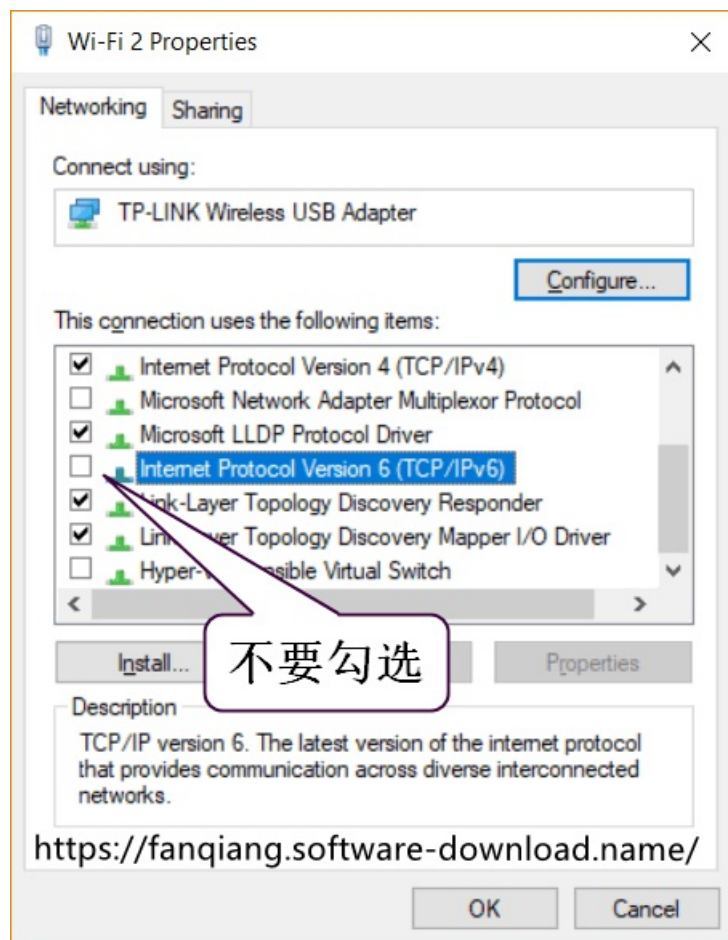 Wi-Fi 2 Properties
Networking
Sharing
Connect using:
TP-LINK Wireless USB Adapter
Configure...
This connection uses the following items:
Internet Protocol Version 4 (TCP/IPv4)
Microsoft Network Adapter Multiplexor Protocol
Microsoft LLDP Protocol Driver
Internet Protocol Version 6 (TCP/IPv6)
Link-Layer Topology Discovery Responder
Topology Discovery Mapper I/O Driver
Virtual Switch
不要勾选
Install...
Properties
Description
TCP/IP version 6. The latest version of the internet protocol
that provides communication across diverse interconnected
networks.
https://fanqiang.software-download.name/
OK
Cancel